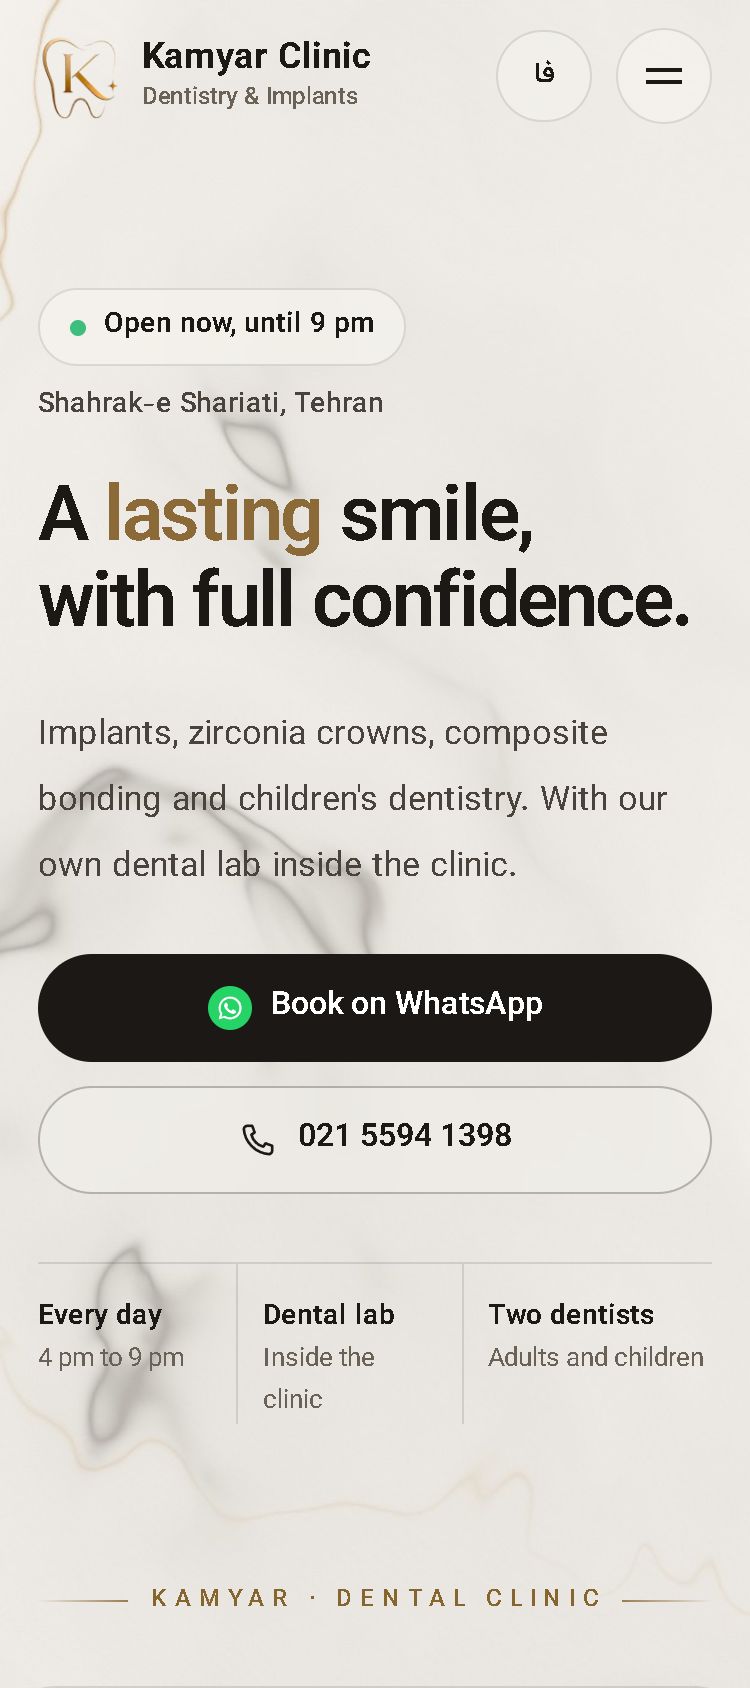 Kamyar Clinic
Dentistry & Implants
فا
Open now, until 9 pm
Shahrak-e Shariati, Tehran
A lasting smile,
with full confidence.
Implants, zirconia crowns, composite
bonding and children's dentistry. With our
own dental lab inside the clinic.
Book on WhatsApp
021 5594 1398
Every day
4 pm to 9 pm
Dental lab
Inside the
clinic
Two dentists
Adults and children
KAMYAR · DENTAL CLINIC